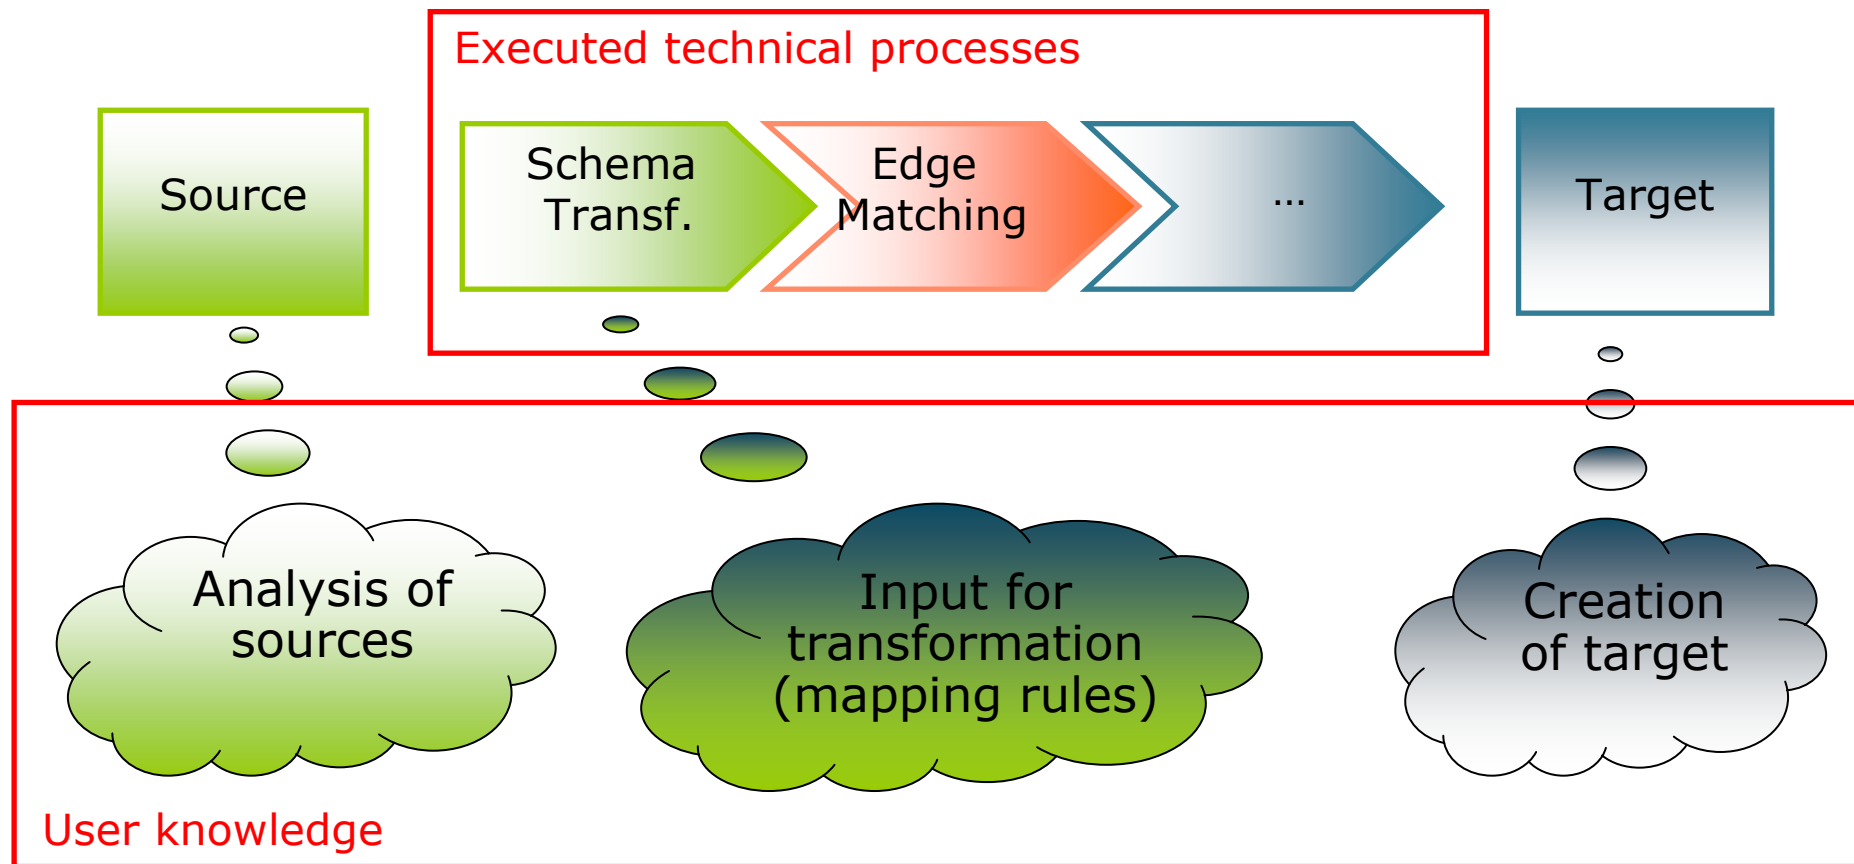 Executed technical processes
Source
Schema
Transf.
Edge
Matching
...
Target
Analysis of
sources
Input for
transformation
(mapping rules)
Creation
of target
User knowledge